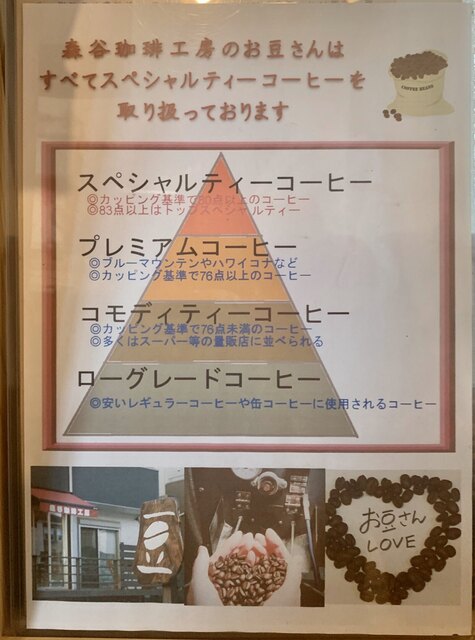 森谷珈琲工房のお豆さんは
すべてスペシャルティーコーヒーを
取り扱っております
COFFEE BEANS
スペシャルティーコーヒー
◎カッピング基準で80点以上のコーヒー
◎83点以上はトップスペシャルティー
プレミアムコーヒー
◎ブルーマウンテンやハワイコナなど
◎カッピング基準で76点以上のコーヒー
コモディティーコーヒー
◎カッピング基準で76点未満のコーヒー
◎多くはスーパー等の量販店に並べられる
ローグレードコーヒー
◎安いレギュラーコーヒーや缶コーヒーに使用されるコーヒー
森谷珈琲工房
お豆さん
LOVE